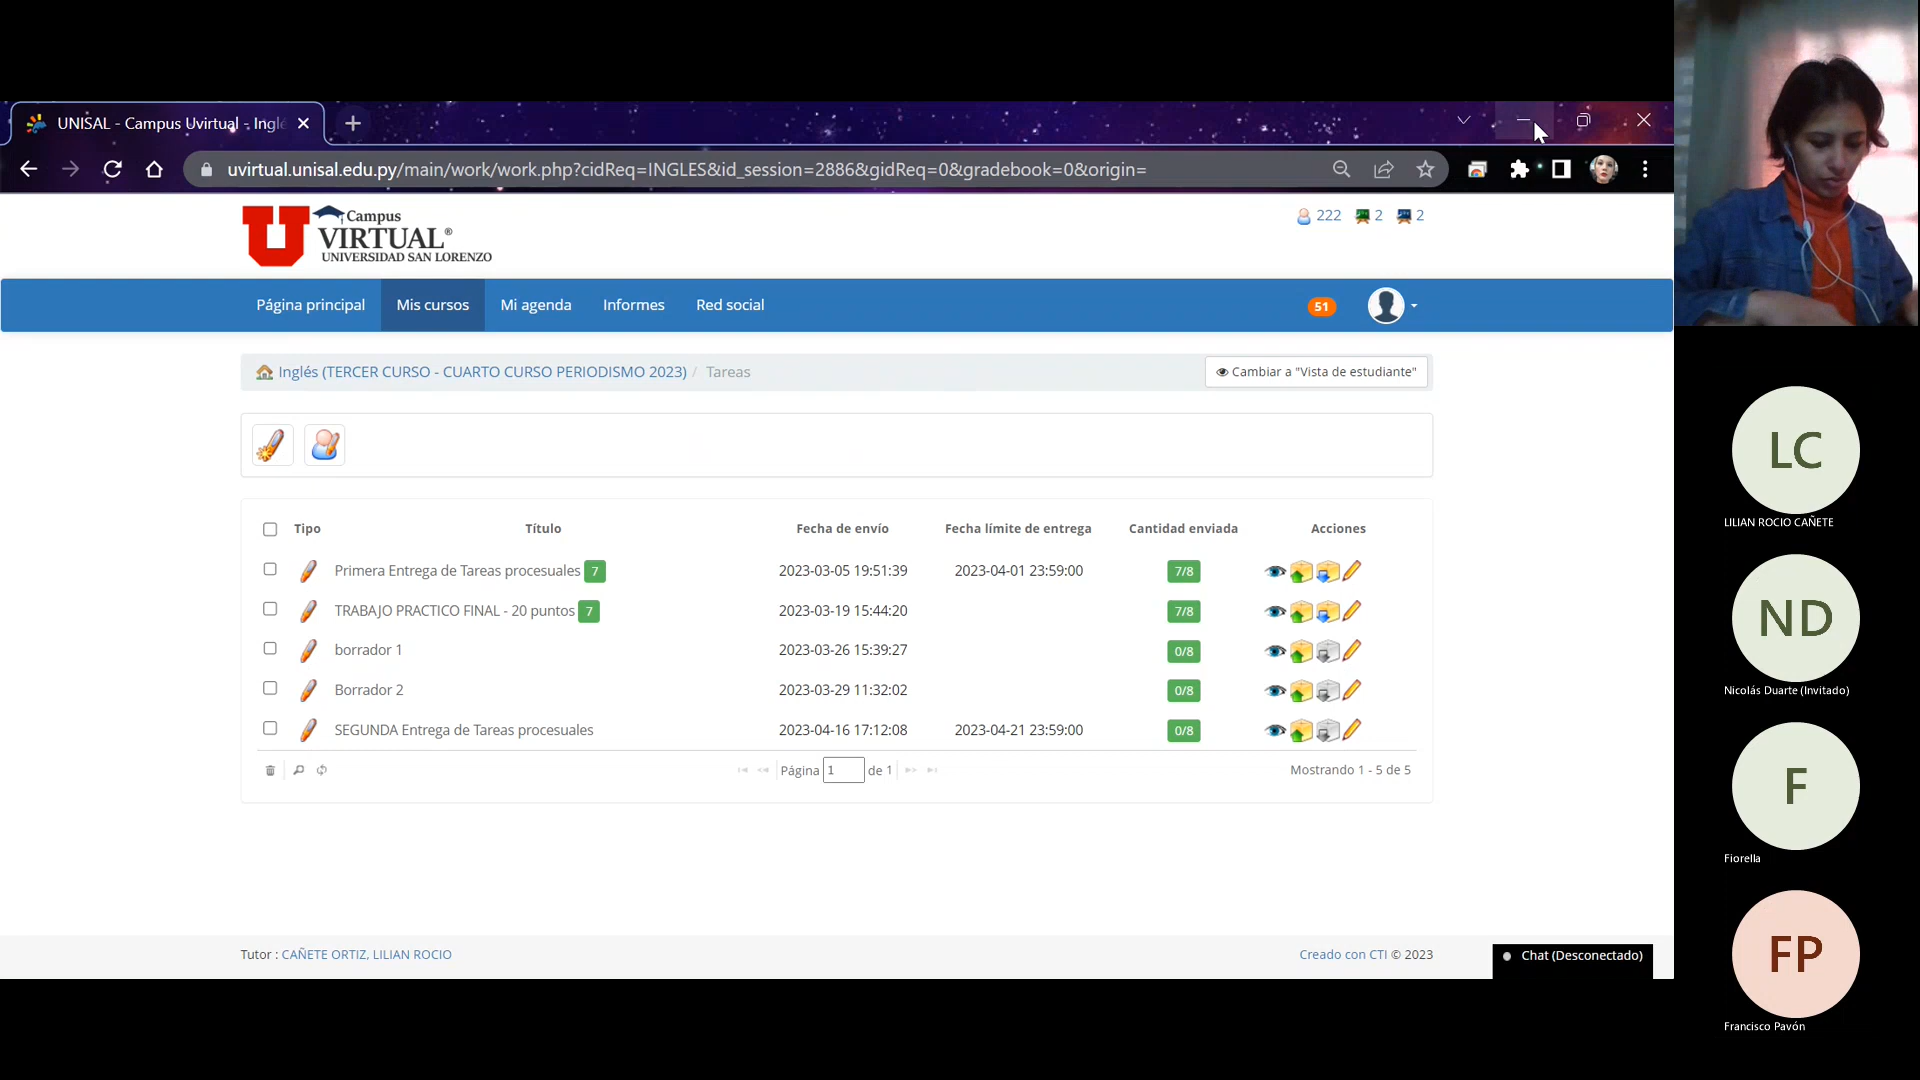 UNISAL - Campus Uvirtual - Inglé
uvirtual.unisal.edu.py/main/work/work.php?cidReq=INGLES&id_session=2886&gidReq=0&gradebook=0&origin=
U Campus
VIRTUAL®
UNIVERSIDAD SAN LORENZO
222 2 2
Página principal Mis cursos Mi agenda Informes Red social 51
Inglés (TERCER CURSO - CUARTO CURSO PERIODISMO 2023) / Tareas Cambiar a "Vista de estudiante"
Tipo Título Fecha de envío Fecha límite de entrega Cantidad enviada Acciones
Primera Entrega de Tareas procesuales 7 2023-03-05 19:51:39 2023-04-01 23:59:00 7/8
TRABAJO PRACTICO FINAL - 20 puntos 7 2023-03-19 15:44:20 7/8
borrador 1 2023-03-26 15:39:27 0/8
Borrador 2 2023-03-29 11:32:02 0/8
SEGUNDA Entrega de Tareas procesuales 2023-04-16 17:12:08 2023-04-21 23:59:00 0/8
Página 1 de 1 Mostrando 1 - 5 de 5
Tutor : CAÑETE ORTIZ, LILIAN ROCIO Creado con CTI © 2023
Chat (Desconectado)
LC
LILIAN ROCIO CAÑETE
ND
Nicolás Duarte (Invitado)
F
Fiorella
FP
Francisco Pavón